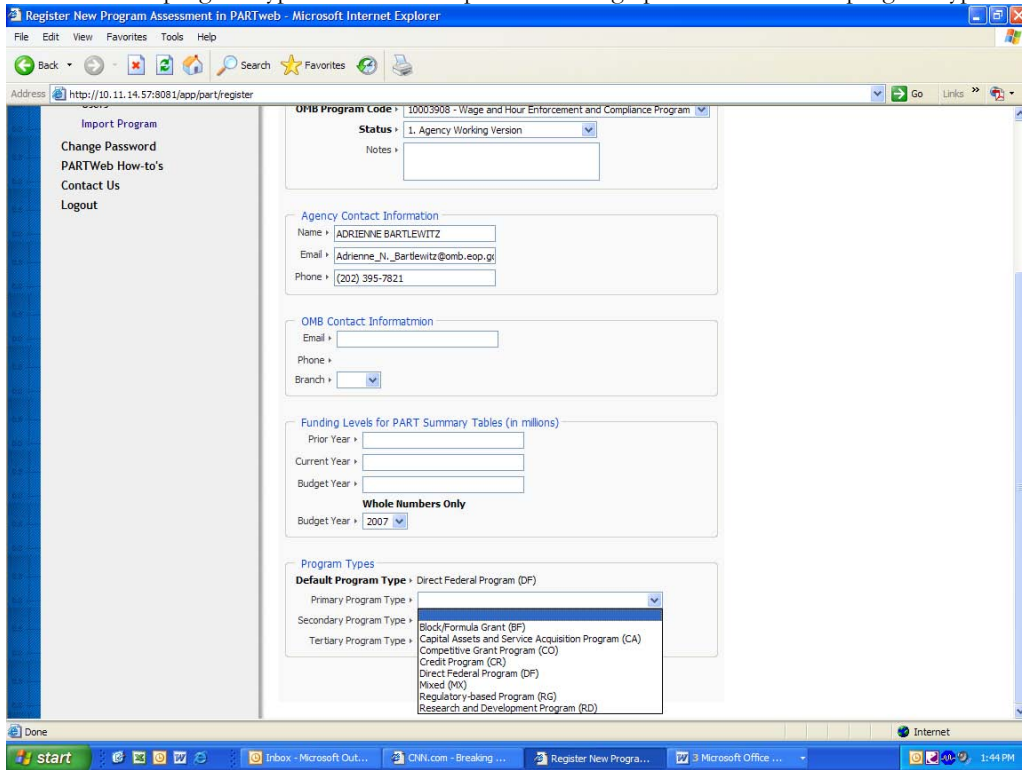 Register New Program Assessment in PARTweb - Microsoft Internet Explorer
File Edit View Favorites Tools Help
Back Search Favorites
Address http://10.11.14.57:8081/app/part/register Go Links »
Import Program
Change Password
PARTWeb How-to's
Contact Us
Logout
OMB Program Code 10003908 - Wage and Hour Enforcement and Compliance Program
Status 1. Agency Working Version
Notes
Agency Contact Information
Name ADRIENNE BARTLEWITZ
Email Adrienne_N._Bartlewitz@omb.eop.gc
Phone (202) 395-7821
OMB Contact Informatmion
Email
Phone
Branch
Funding Levels for PART Summary Tables (in millions)
Prior Year
Current Year
Budget Year
Whole Numbers Only
Budget Year 2007
Program Types
Default Program Type Direct Federal Program (DF)
Primary Program Type
Secondary Program Type
Tertiary Program Type
Block/Formula Grant (BF)
Capital Assets and Service Acquisition Program (CA)
Competitive Grant Program (CO)
Credit Program (CR)
Direct Federal Program (DF)
Mixed (MX)
Regulatory-based Program (RG)
Research and Development Program (RD)
Done Internet
start Inbox - Microsoft Out... CNN.com - Breaking ... Register New Progra... 3 Microsoft Office ... 1:44 PM